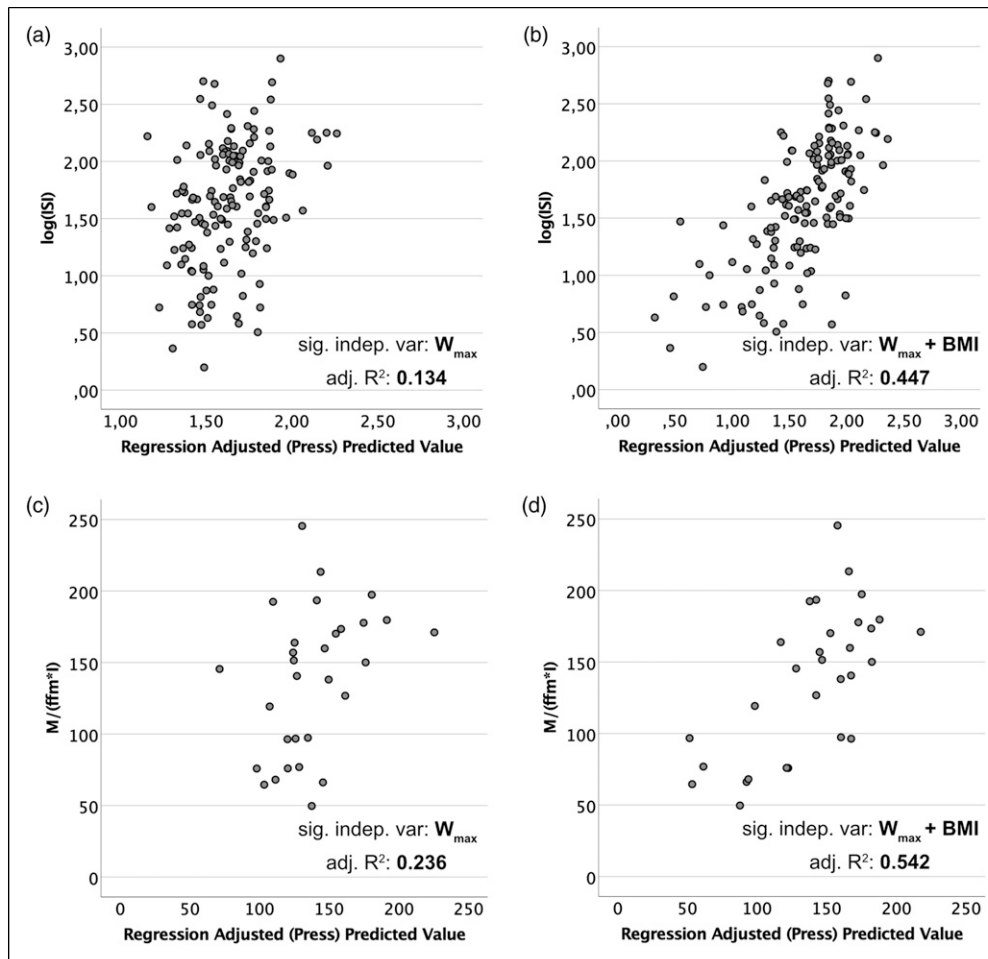 (a)
3,00
2,50
2,00
1,50
1,00
,50
,00
log(ISI)
sig. indep. var: Wmax
adj. R²: 0.134
1,00 1,50 2,00 2,50 3,00
Regression Adjusted (Press) Predicted Value
(b)
3,00
2,50
2,00
1,50
1,00
,50
,00
log(ISI)
sig. indep. var: Wmax + BMI
adj. R²: 0.447
,00 ,50 1,00 1,50 2,00 2,50 3,00
Regression Adjusted (Press) Predicted Value
(c)
250
200
150
100
50
0
M/(ffm*I)
sig. indep. var: Wmax
adj. R²: 0.236
0 50 100 150 200 250
Regression Adjusted (Press) Predicted Value
(d)
250
200
150
100
50
0
M/(ffm*I)
sig. indep. var: Wmax + BMI
adj. R²: 0.542
0 50 100 150 200 250
Regression Adjusted (Press) Predicted Value